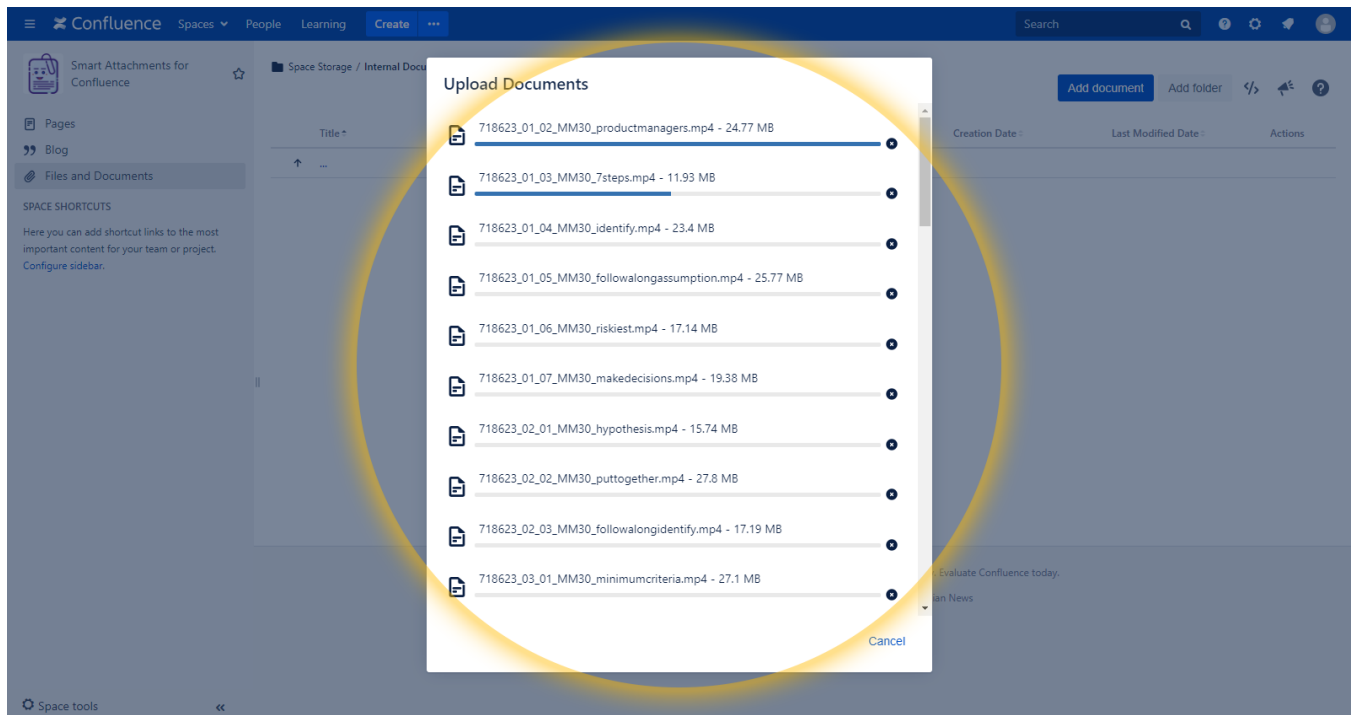 Confluence Spaces People Learning Create ··· Search
Smart Attachments for
Confluence
Pages
Blog
Files and Documents
SPACE SHORTCUTS
Here you can add shortcut links to the most
important content for your team or project.
Configure sidebar.
Space tools
Space Storage / Internal Docu
Add document Add folder
Title Creation Date Last Modified Date Actions
...
Upload Documents
718623_01_02_MM30_productmanagers.mp4 - 24.77 MB
718623_01_03_MM30_7steps.mp4 - 11.93 MB
718623_01_04_MM30_identify.mp4 - 23.4 MB
718623_01_05_MM30_followalongassumption.mp4 - 25.77 MB
718623_01_06_MM30_riskiest.mp4 - 17.14 MB
718623_01_07_MM30_makedecisions.mp4 - 19.38 MB
718623_02_01_MM30_hypothesis.mp4 - 15.74 MB
718623_02_02_MM30_puttogether.mp4 - 27.8 MB
718623_02_03_MM30_followalongidentify.mp4 - 17.19 MB
718623_03_01_MM30_minimumcriteria.mp4 - 27.1 MB
Cancel
. Evaluate Confluence today.
ian News